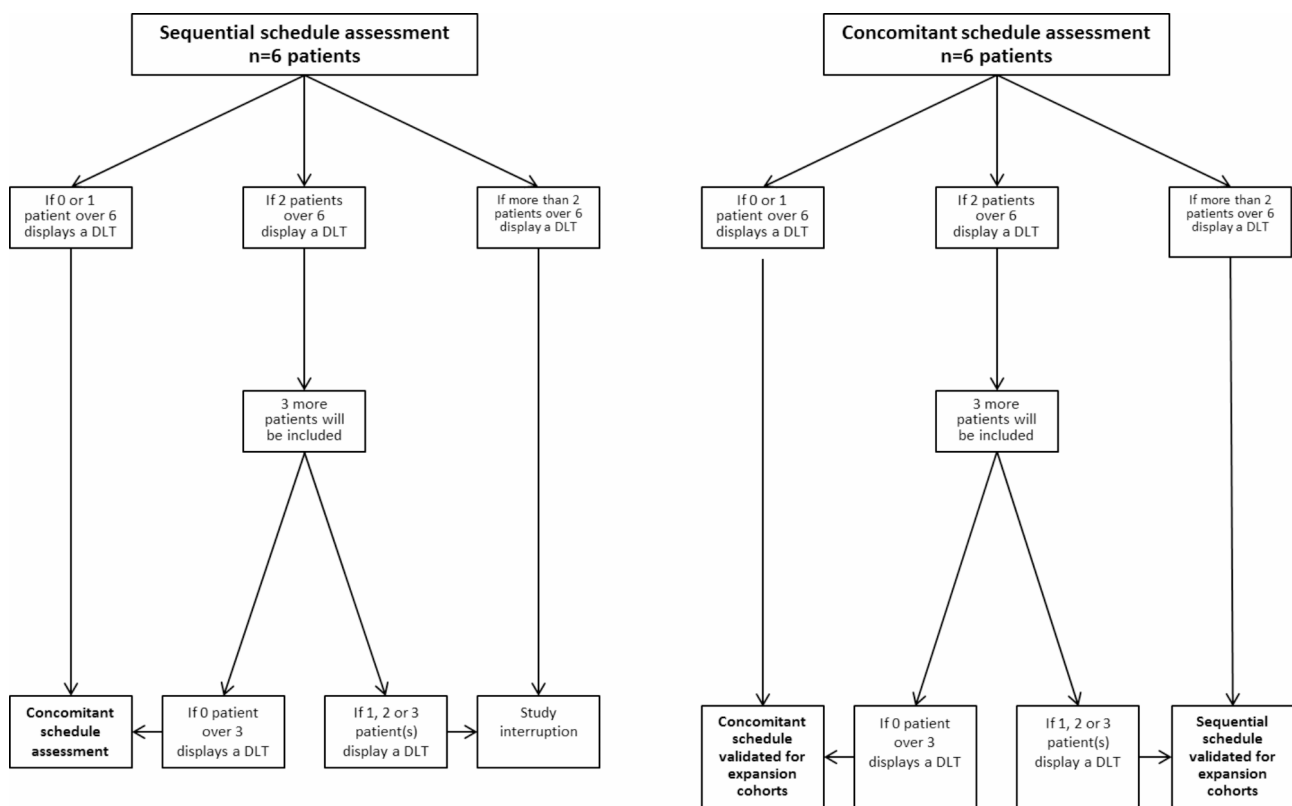 Sequential schedule assessment
n=6 patients
If 0 or 1
patient over 6
displays a DLT
If 2 patients
over 6
display a DLT
If more than 2
patients over 6
display a DLT
3 more
patients will
be included
Concomitant
schedule
assessment
If 0 patient
over 3
displays a DLT
If 1, 2 or 3
patient(s)
display a DLT
Study
interruption
Concomitant schedule assessment
n=6 patients
If 0 or 1
patient over 6
displays a DLT
If 2 patients
over 6
display a DLT
If more than 2
patients over 6
display a DLT
3 more
patients will
be included
Concomitant
schedule
validated for
expansion
cohorts
If 0 patient
over 3
displays a DLT
If 1, 2 or 3
patient(s)
display a DLT
Sequential
schedule
validated for
expansion
cohorts